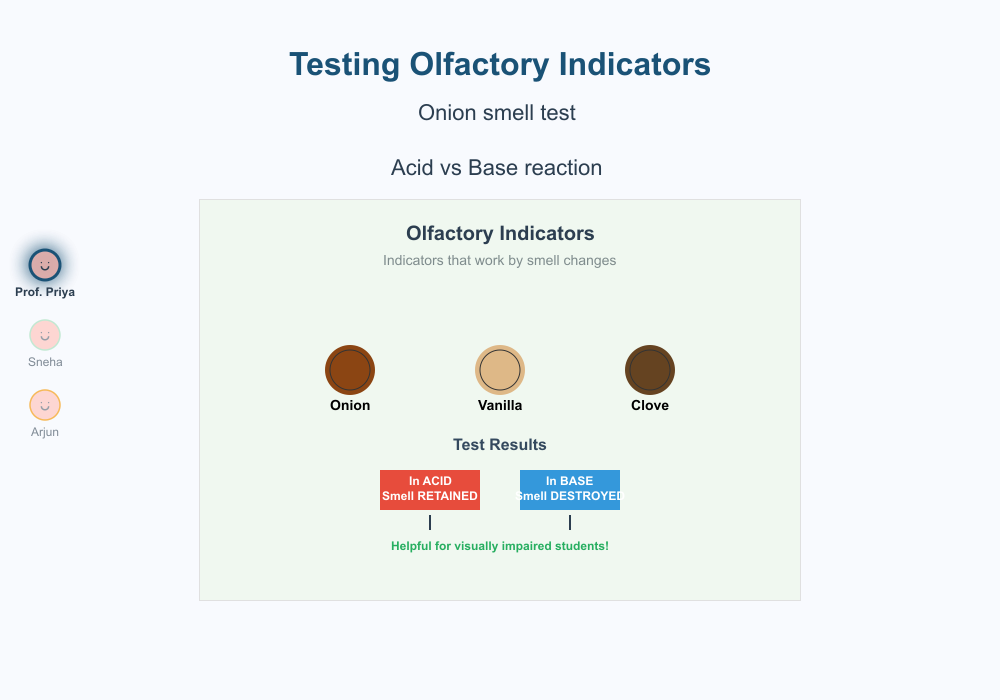 Testing Olfactory Indicators
Onion smell test
Acid vs Base reaction
Olfactory Indicators
Indicators that work by smell changes
Prof. Priya
Sneha
Arjun
Onion
Vanilla
Clove
Test Results
In ACID
Smell RETAINED
In BASE
Smell DESTROYED
Helpful for visually impaired students!